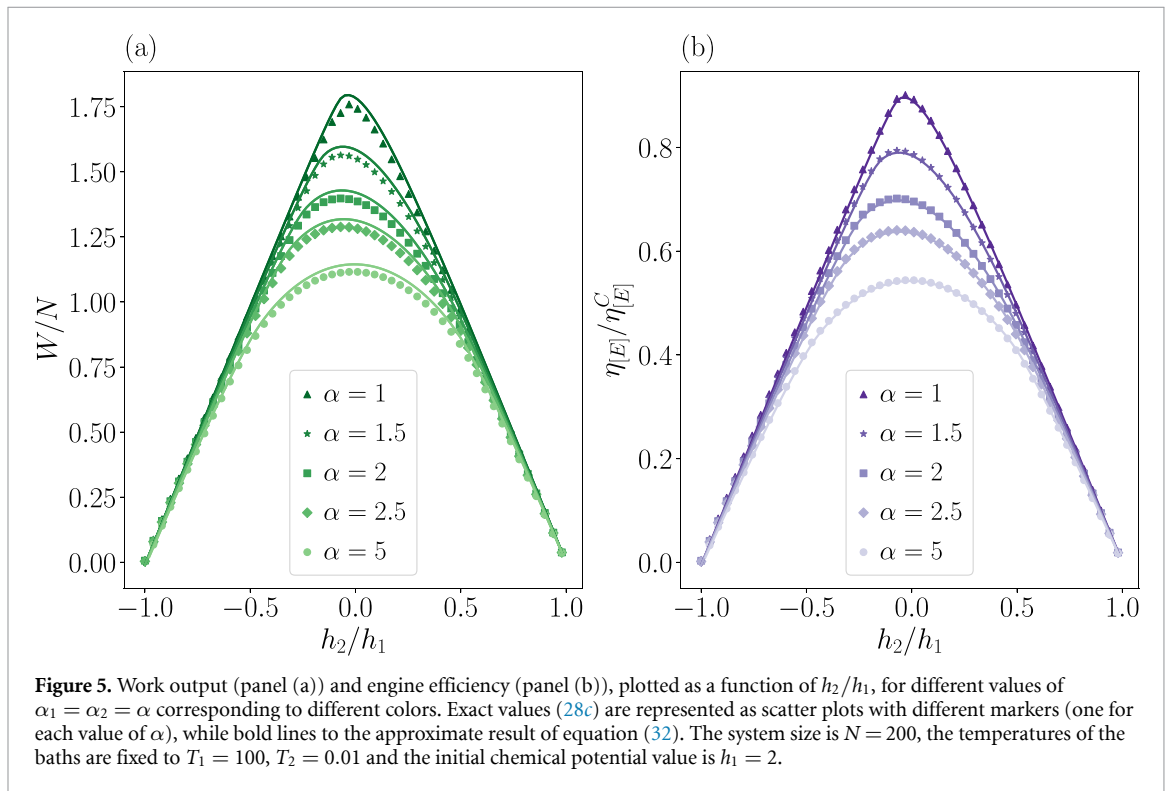 (a)
(b)
W/N
1.75
1.50
1.25
1.00
0.75
0.50
0.25
0.00
α = 1
α = 1.5
α = 2
α = 2.5
α = 5
−1.0 −0.5 0.0 0.5 1.0
h₂/h₁
η[E]/η[E]^C
0.8
0.6
0.4
0.2
0.0
α = 1
α = 1.5
α = 2
α = 2.5
α = 5
−1.0 −0.5 0.0 0.5 1.0
h₂/h₁
Figure 5. Work output (panel (a)) and engine efficiency (panel (b)), plotted as a function of h₂/h₁, for different values of
α₁ = α₂ = α corresponding to different colors. Exact values (28c) are represented as scatter plots with different markers (one for
each value of α), while bold lines to the approximate result of equation (32). The system size is N = 200, the temperatures of the
baths are fixed to T₁ = 100, T₂ = 0.01 and the initial chemical potential value is h₁ = 2.